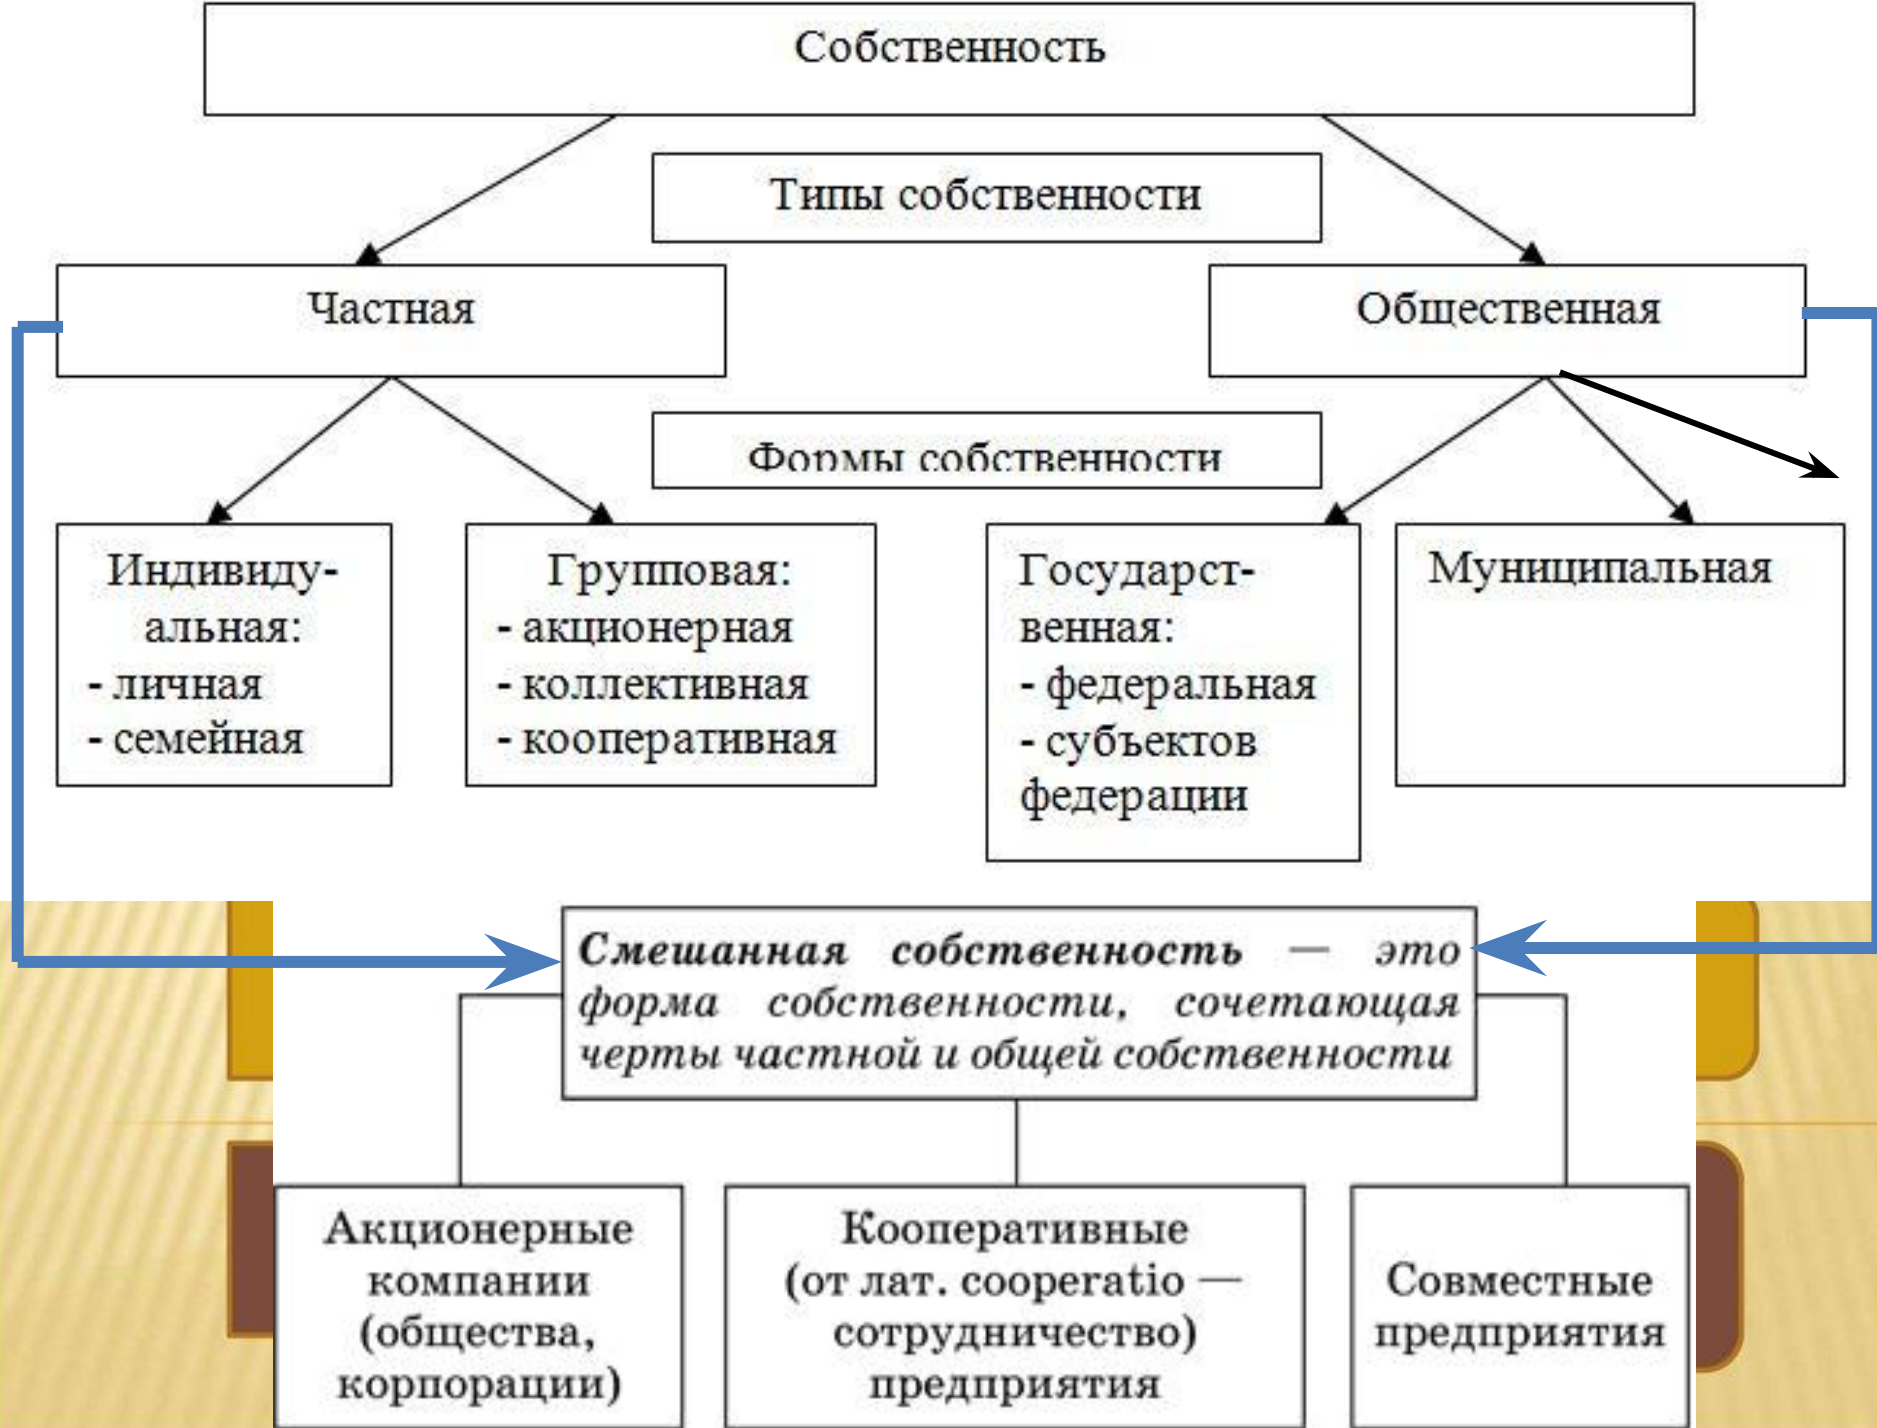 Собственность
Типы собственности
Частная
Общественная
Формы собственности
Индивиду-
альная:
- личная
- семейная
Групповая:
- акционерная
- коллективная
- кооперативная
Государст-
венная:
- федеральная
- субъектов
федерации
Муниципальная
Смешанная собственность — это
форма собственности, сочетающая
черты частной и общей собственности
Акционерные
компании
(общества,
корпорации)
Кооперативные
(от лат. cooperatio —
сотрудничество)
предприятия
Совместные
предприятия